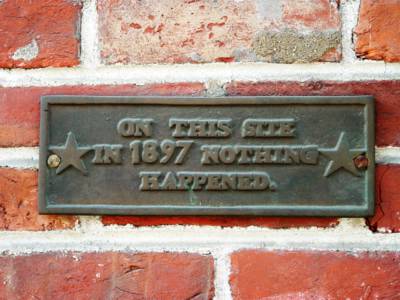 ON THIS SITE
IN 1897 NOTHING
HAPPENED.